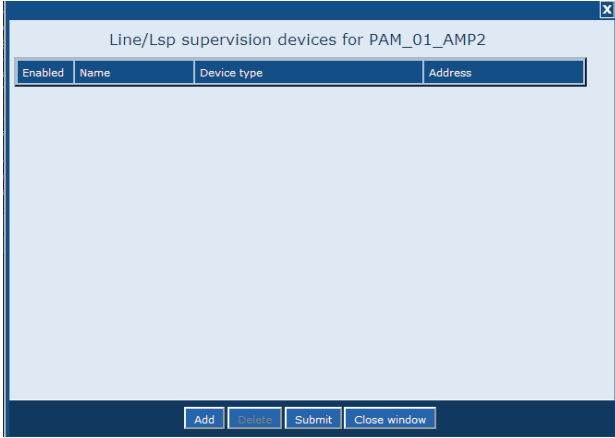 X
Line/Lsp supervision devices for PAM_01_AMP2
Enabled Name Device type Address
Add Delete Submit Close window